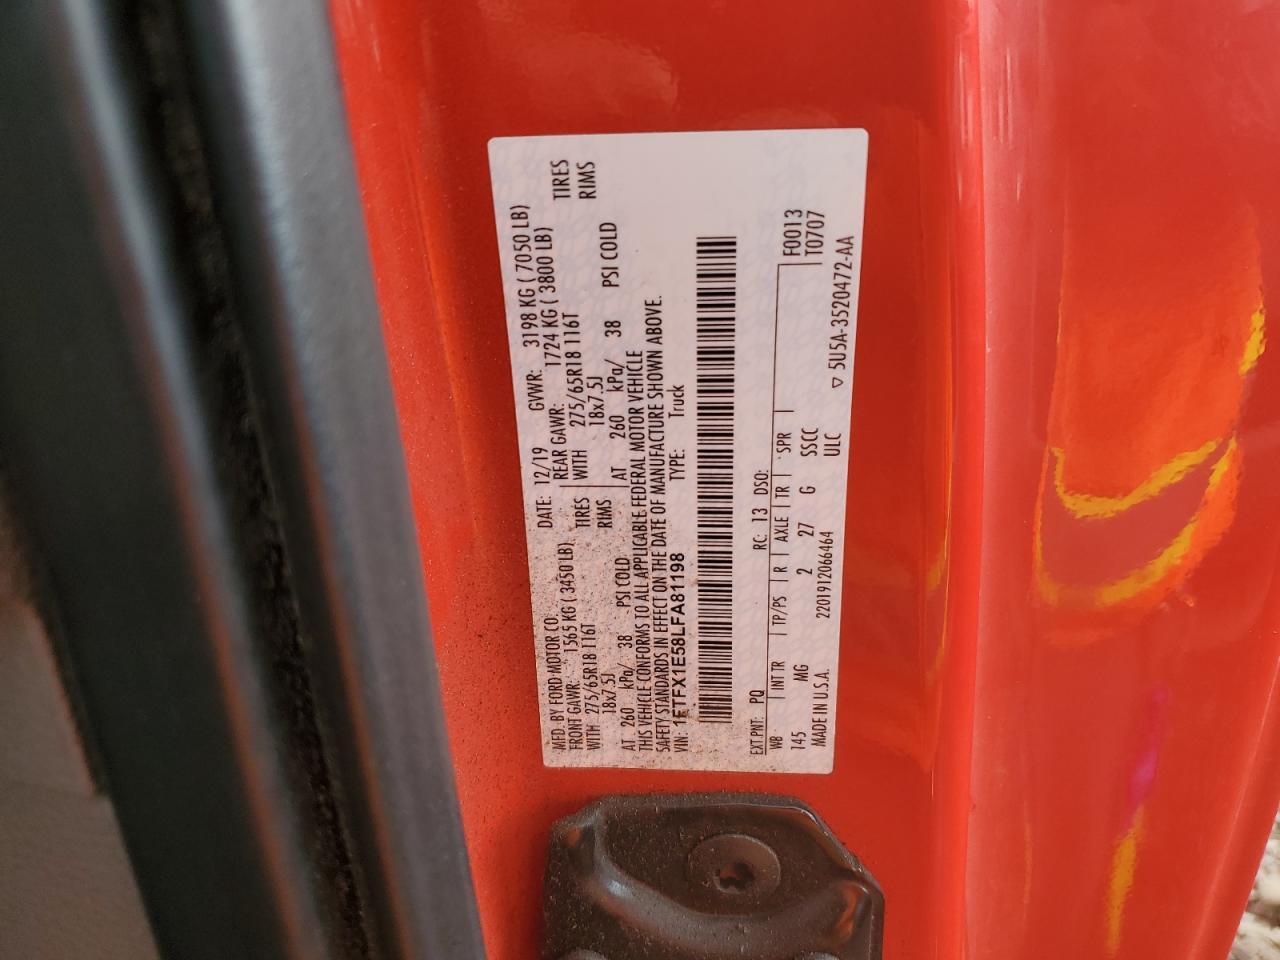 MFD. BY FORD MOTOR CO. DATE: 12/19 GVWR: 3198 KG ( 7050 LB)
FRONT GAWR: 1565 KG ( 3450 LB) REAR GAWR: 1724 KG ( 3800 LB)
WITH 275/65R18 116T TIRES WITH 275/65R18 116T TIRES
18x7.5J RIMS 18x7.5J RIMS
AT 260 kPa/ 38 PSI COLD AT 260 kPa/ 38 PSI COLD
THIS VEHICLE CONFORMS TO ALL APPLICABLE FEDERAL MOTOR VEHICLE
SAFETY STANDARDS IN EFFECT ON THE DATE OF MANUFACTURE SHOWN ABOVE.
VIN: 1FTFX1E58LFA81198 TYPE: Truck
EXT PNT: PQ RC: 13 DSO:
WB INT TR TP/PS R AXLE TR SPR F0013
145 MG 2 27 G SSCC T0707
MADE IN U.S.A. 2201912066464 ULC ▽ 5U5A-3520472-AA